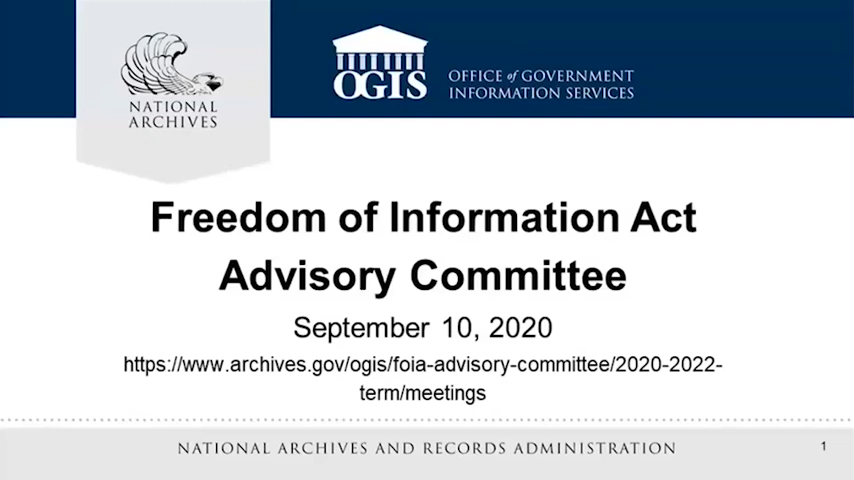 NATIONAL
ARCHIVES
OGIS
OFFICE of GOVERNMENT
INFORMATION SERVICES
Freedom of Information Act
Advisory Committee
September 10, 2020
https://www.archives.gov/ogis/foia-advisory-committee/2020-2022-
term/meetings
NATIONAL ARCHIVES AND RECORDS ADMINISTRATION
1